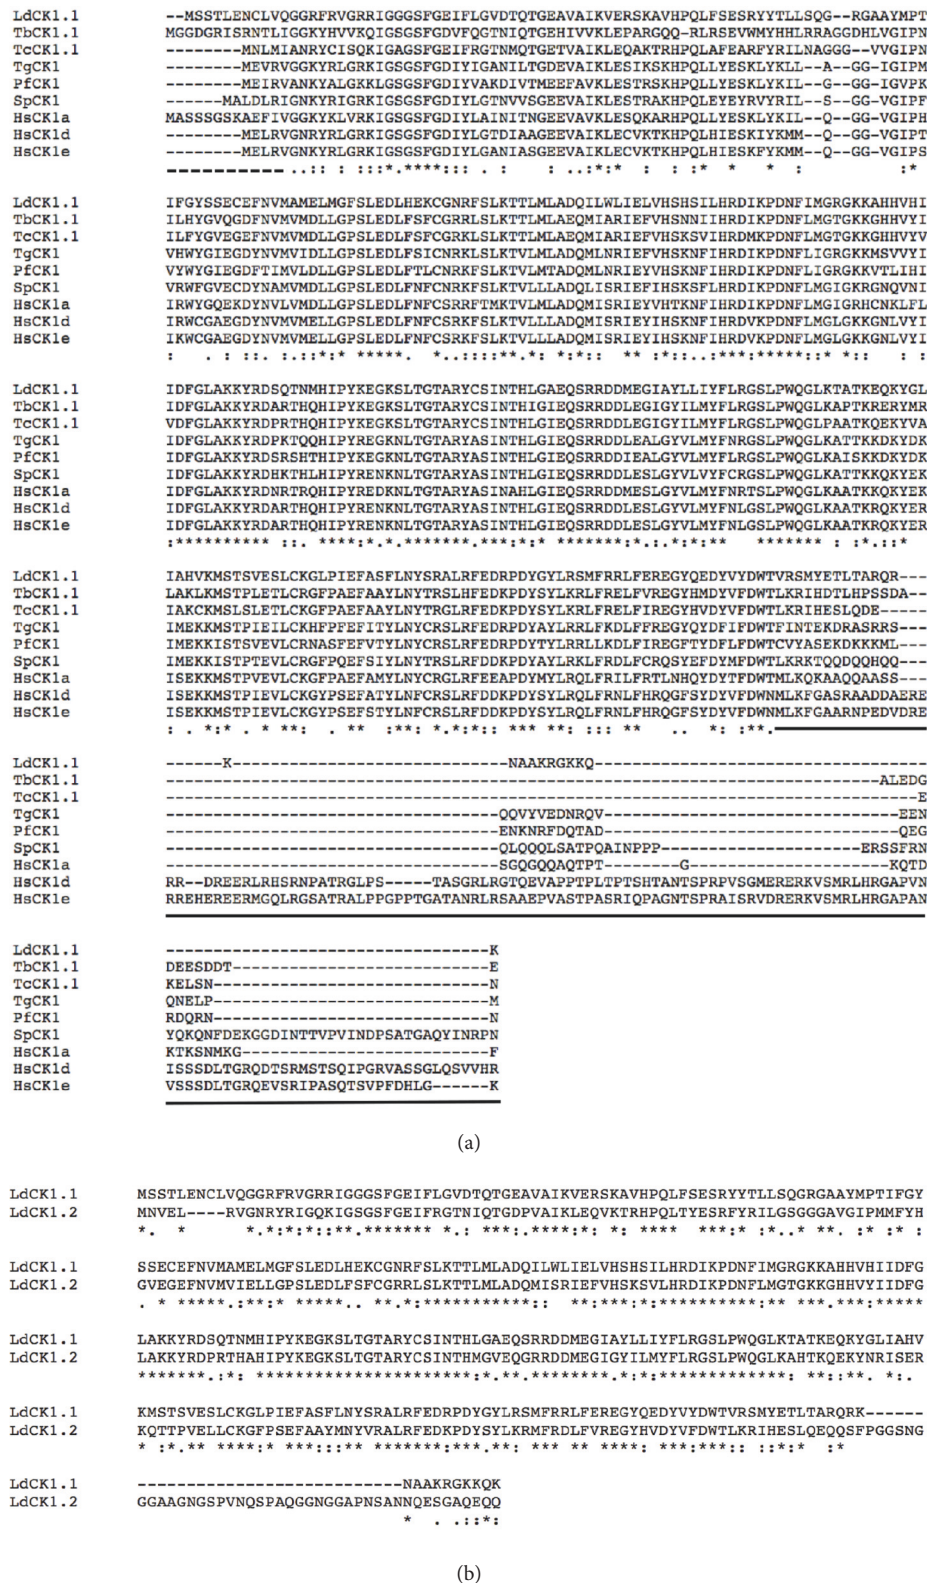 LdCK1.1 --MSSTLENCLVQGGRFRVGRRIGGGSFGEIFLGVDTQTGEAVAIKVERSKAVHPQLFSESRYYTLLSQG--RGAAYMPT
TbCK1.1 MGGDGRISRNTLIGGKYHVVKQIGSGSFGDVFQGTNIQTGEHIVVKLEPARGQQ-RLRSEVWMYHHLRRAGGDHLVGIPN
TcCK1.1 --------MNLMIANRYCISQKIGAGSFGEIFRGTNMQTGETVAIKLEQAKTRHPQLAFEARFYRILNAGGG--VVGIPN
TgCK1 --------MEVRVGGKYRLGRKIGSGSFGDIYIGANILTGDEVAIKLESIKSKHPQLLYESKLYKLL--A--GG-IGIPM
PfCK1 --------MEIRVANKYALGKKLGSGSFGDIYVAKDIVTMEEFAVKLESTRSKHPQLLYESKLYKIL--G--GG-IGVPK
SpCK1 ------MALDLRIGNKYRIGRKIGSGSFGDIYLGTNVVSGEEVAIKLESTRAKHPQLEYEYRVYRIL--S--GG-VGIPF
HsCK1a MASSSGSKAEFIVGGKYKLVRKIGSGSFGDIYLAINITNGEEVAVKLESQKARHPQLLYESKLYKIL--Q--GG-VGIPH
HsCK1d --------MELRVGNRYRLGRKIGSGSFGDIYLGTDIAAGEEVAIKLECVKTKHPQLHIESKIYKMM--Q--GG-VGIPT
HsCK1e --------MELRVGNKYRLGRKIGSGSFGDIYLGANIASGEEVAIKLECVKTKHPQLHIESKFYKMM--Q--GG-VGIPS
..:: : :::*.****:: : . . ::*:* : : :* * : :*
LdCK1.1 IFGYSSECEFNVMAMELMGFSLEDLHEKCGNRFSLKTTLMLADQILWLIELVHSHSILHRDIKPDNFIMGRGKKAHHVHI
TbCK1.1 ILHYGVQGDFNVMVMDLLGPSLEDLFSFCGRKLSLKTTLMLAEQMIARIEFVHSNNIIHRDIKPDNFLMGTGKKGHHVYI
TcCK1.1 ILFYGVEGEFNVMVMDLLGPSLEDLFSFCGRKLSLKTTLMLAEQMIARIEFVHSKSVIHRDMKPDNFLMGTGKKGHHVYV
TgCK1 VHWYGIEGDYNVMVIDLLGPSLEDLFSICNRKFSLKTVLMLADQMLNRIEFVHSKNFIHRDIKPDNFLIGRGKKMSVVYI
PfCK1 VYWYGIEGDFTIMVLDLLGPSLEDLFTLCNRKFSLKTVLMTADQMLNRIEYVHSKNFIHRDIKPDNFLIGRGKKVTLIHI
SpCK1 VRWFGVECDYNAMVMDLLGPSLEDLFNFCNRKFSLKTVLLLADQLISRIEFIHSKSFLHRDIKPDNFLMGIGKRGNQVNI
HsCK1a IRWYGQEKDYNVLVMDLLGPSLEDLFNFCSRRFTMKTVLMLADQMISRIEYVHTKNFIHRDIKPDNFLMGIGRHCNKLFL
HsCK1d IRWCGAEGDYNVMVMELLGPSLEDLFNFCSRKFSLKTVLLLADQMISRIEYIHSKNFIHRDVKPDNFLMGLGKKGNLVYI
HsCK1e IKWCGAEGDYNVMVMELLGPSLEDLFNFCSRKFSLKTVLLLADQMISRIEYIHSKNFIHRDVKPDNFLMGLGKKGNLVYI
: . : ::. :.::*:* *****. *..::::**.*: *:*:: ** :*:..::***:*****::* *:: : :
LdCK1.1 IDFGLAKKYRDSQTNMHIPYKEGKSLTGTARYCSINTHLGAEQSRRDDMEGIAYLLIYFLRGSLPWQGLKTATKEQKYGL
TbCK1.1 IDFGLAKKYRDARTHQHIPYKEGKSLTGTARYCSINTHIGIEQSRRDDLEGIGYILMYFLRGSLPWQGLKAPTKRERYMR
TcCK1.1 VDFGLAKKYRDPRTHQHIPYKEGKSLTGTARYCSINTHLGIEQSRRDDLEGIGYILMYFLRGSLPWQGLPAATKQEKYVA
TgCK1 IDFGLAKKYRDPKTQQHIPYREGKNLTGTARYASINTHLGIEQSRRDDLEALGYVLMYFNRGSLPWQGLKATTKKDKYDK
PfCK1 IDFGLAKKYRDSRSHTHIPYKEGKNLTGTARYASINTHLGIEQSRRDDIEALGYVLMYFLRGSLPWQGLKAISKKDKYDK
SpCK1 IDFGLAKKYRDHKTHLHIPYRENKNLTGTARYASINTHLGIEQSRRDDLESLGYVLVYFCRGSLPWQGLKATTKKQKYEK
HsCK1a IDFGLAKKYRDNRTRQHIPYREDKNLTGTARYASINAHLGIEQSRRDDMESLGYVLMYFNRTSLPWQGLKAATKKQKYEK
HsCK1d IDFGLAKKYRDARTHQHIPYRENKNLTGTARYASINTHLGIEQSRRDDLESLGYVLMYFNLGSLPWQGLKAATKRQKYER
HsCK1e IDFGLAKKYRDARTHQHIPYRENKNLTGTARYASINTHLGIEQSRRDDLESLGYVLMYFNLGSLPWQGLKAATKRQKYER
:********** ::. ****:*.*.*******.***:*:* *******:*.:.*:*:** ******* : :*.::*
LdCK1.1 IAHVKMSTSVESLCKGLPIEFASFLNYSRALRFEDRPDYGYLRSMFRRLFEREGYQEDYVYDWTVRSMYETLTARQR---
TbCK1.1 LAKLKMSTPLETLCRGFPAEFAAYLNYTRSLHFEDKPDYSYLKRLFRELFVREGYHMDYVFDWTLKRIHDTLHPSSDA--
TcCK1.1 IAKCKMSLSLETLCRGFPAEFAAYLNYTRGLRFEDKPDYSYLKRLFRELFIREGYHVDYVFDWTLKRIHESLQDE-----
TgCK1 IMEKKMSTPIEILCKHFPFEFITYLNYCRSLRFEDRPDYAYLRRLFKDLFFREGYQYDFIFDWTFINTEKDRASRRS---
PfCK1 IMEKKISTSVEVLCRNASFEFVTYLNYCRSLRFEDRPDYTYLRRLLKDLFIREGFTYDFLFDWTCVYASEKDKKKML---
SpCK1 IMEKKISTPTEVLCRGFPQEFSIYLNYTRSLRFDDKPDYAYLRKLFRDLFCRQSYEFDYMFDWTLKRKTQQDQQHQQ---
HsCK1a ISEKKMSTPVEVLCKGFPAEFAMYLNYCRGLRFEEAPDYMYLRQLFRILFRTLNHQYDYTFDWTMLKQKAAQQAASS---
HsCK1d ISEKKMSTPIEVLCKGYPSEFATYLNFCRSLRFDDKPDYSYLRQLFRNLFHRQGFSYDYVFDWNMLKFGASRAADDAERE
HsCK1e ISEKKMSTPIEVLCKGYPSEFSTYLNFCRSLRFDDKPDYSYLRQLFRNLFHRQGFSYDYVFDWNMLKFGAARNPEDVDRE
: . *:* * **: ** :**: *.*:*:: *** **: ::: ** .. *: :**.
LdCK1.1 ------K-----------------------------NAAKRGKKQ-----------------------------------
TbCK1.1 ---------------------------------------------------------------------------ALEDG
TcCK1.1 -------------------------------------------------------------------------------E
TgCK1 -----------------------------------QQVYVEDNRQV-------------------------------EEN
PfCK1 -----------------------------------ENKNRFDQTAD-------------------------------QEG
SpCK1 -----------------------------------QLQQQLSATPQAINPPP---------------------ERSSFRN
HsCK1a -----------------------------------SGQGQQAQTPT--------G---------------------KQTD
HsCK1d RR--DREERLRHSRNPATRGLPS-----TASGRLRGTQEVAPPTPLTPTSHTANTSPRPVSGMERERKVSMRLHRGAPVN
HsCK1e RREHEREERMGQLRGSATRALPPGPPTGATANRLRSAAEPVASTPASRIQPAGNTSPRAISRVDRERKVSMRLHRGAPAN
LdCK1.1 ----------------------------------K
TbCK1.1 DEESDDT---------------------------E
TcCK1.1 KELSN-----------------------------N
TgCK1 QNELP-----------------------------M
PfCK1 RDQRN-----------------------------N
SpCK1 YQKQNFDEKGGDINTTVPVINDPSATGAQYINRPN
HsCK1a KTKSNMKG--------------------------F
HsCK1d ISSSDLTGRQDTSRMSTSQIPGRVASSGLQSVVHR
HsCK1e VSSSDLTGRQEVSRIPASQTSVPFDHLG------K
(a)
LdCK1.1 MSSTLENCLVQGGRFRVGRRIGGGSFGEIFLGVDTQTGEAVAIKVERSKAVHPQLFSESRYYTLLSQGRGAAYMPTIFGY
LdCK1.2 MNVEL----RVGNRYRIGQKIGSGSFGEIFRGTNIQTGDPVAIKLEQVKTRHPQLTYESRFYRILGSGGGAVGIPMMFYH
*. * *.*:*:*::**.******* *.: ***:.****:*: *: **** ***:* :*..* **. :* :* :
LdCK1.1 SSECEFNVMAMELMGFSLEDLHEKCGNRFSLKTTLMLADQILWLIELVHSHSILHRDIKPDNFIMGRGKKAHHVHIIDFG
LdCK1.2 GVEGEFNVMVIELLGPSLEDLFSFCGRRLSLKTTLMLADQMISRIEFVHSKSVLHRDIKPDNFLMGTGKKGHHVYIIDFG
. * *****.:**:* *****.. **.*:***********:: **:***:*:**********:** ***.***:******
LdCK1.1 LAKKYRDSQTNMHIPYKEGKSLTGTARYCSINTHLGAEQSRRDDMEGIAYLLIYFLRGSLPWQGLKTATKEQKYGLIAHV
LdCK1.2 LAKKYRDPRTHAHIPYKEGKSLTGTARYCSINTHMGVEQGRRDDMEGIGYILMYFLRGSLPWQGLKAHTKQEKYNRISER
*******.:*: **********************:*.**.********.*:*:*************: **::** *:.
LdCK1.1 KMSTSVESLCKGLPIEFASFLNYSRALRFEDRPDYGYLRSMFRRLFEREGYQEDYVYDWTVRSMYETLTARQRK------
LdCK1.2 KQTTPVELLCKGFPSEFAAYMNYVRALRFEDKPDYSYLKRMFRDLFVREGYHVDYVFDWTLKRIHESLQEQQSFPGGSNG
* :*.** ****:* ***:::** *******:***.**: *** ** ****: ***:***:: ::*:* :*
LdCK1.1 ----------------------------NAAKRGKKQK
LdCK1.2 GGAAGNGSPVNQSPAQGGNGGAPNSANNQESGAQEQQ
* . .::*:
(b)